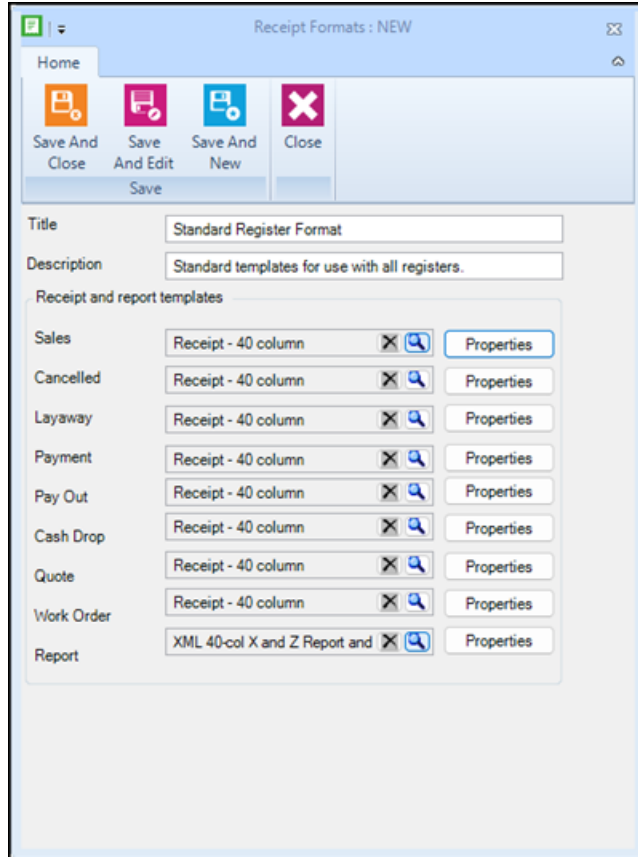 Receipt Formats : NEW
Home
Save And Close
Save And Edit
Save And New
Close
Save
Title
Standard Register Format
Description
Standard templates for use with all registers.
Receipt and report templates
Sales
Receipt - 40 column
Properties
Cancelled
Receipt - 40 column
Properties
Layaway
Receipt - 40 column
Properties
Payment
Receipt - 40 column
Properties
Pay Out
Receipt - 40 column
Properties
Cash Drop
Receipt - 40 column
Properties
Quote
Receipt - 40 column
Properties
Work Order
Receipt - 40 column
Properties
Report
XML 40-col X and Z Report and
Properties